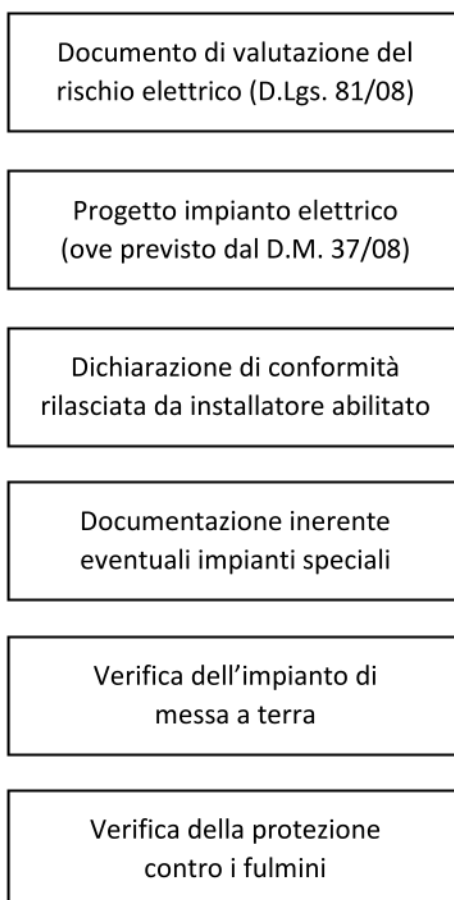 Documento di valutazione del
rischio elettrico (D.Lgs. 81/08)
Progetto impianto elettrico
(ove previsto dal D.M. 37/08)
Dichiarazione di conformità
rilasciata da installatore abilitato
Documentazione inerente
eventuali impianti speciali
Verifica dell’impianto di
messa a terra
Verifica della protezione
contro i fulmini